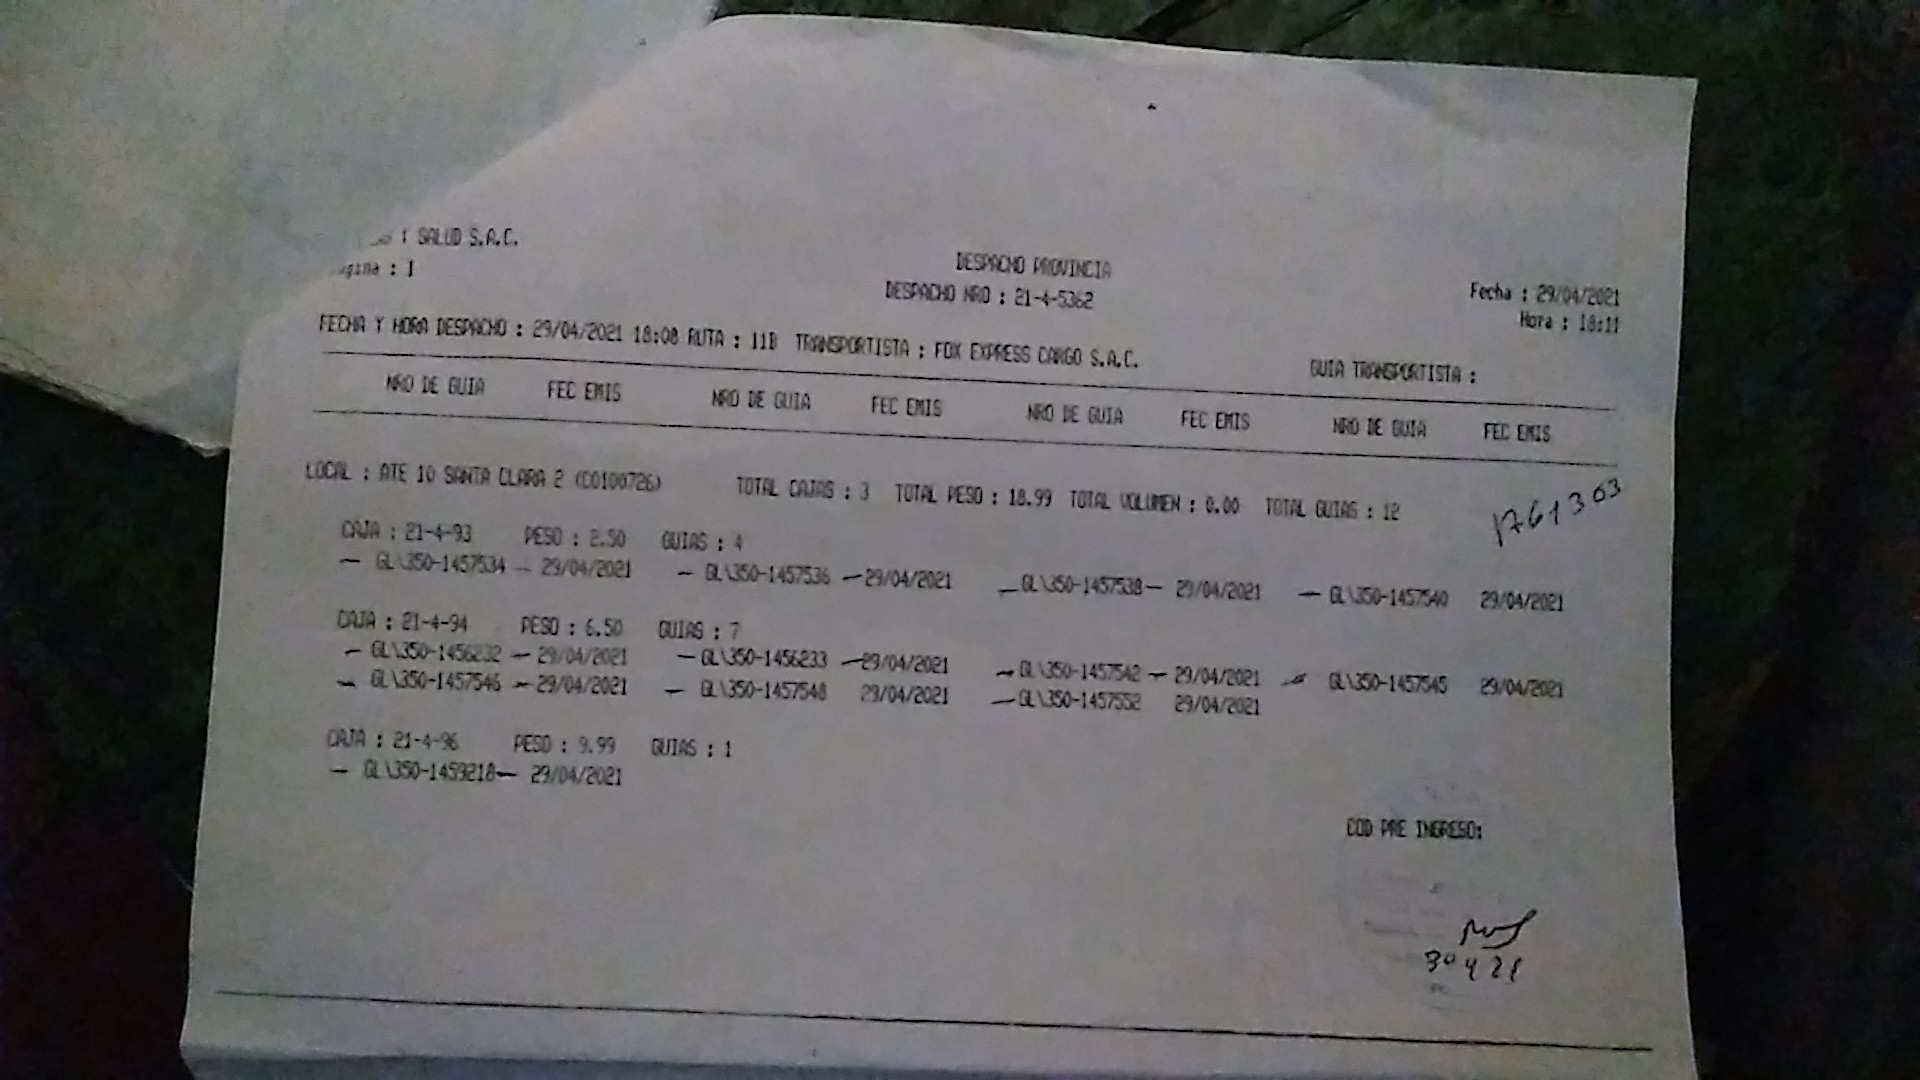 Y SALUD S.A.C.
: 1
DESPACHO PROVINCIA
DESPACHO NRO : 21-4-5362
Fecha : 29/04/2021
Hora : 18:11
FECHA Y HORA DESPACHO : 29/04/2021 18:08 RUTA : 11B TRANSPORTISTA : FOX EXPRESS CARGO S.A.C. GUIA TRANSPORTISTA :
NRO DE GUIA FEC EMIS NRO DE GUIA FEC EMIS NRO DE GUIA FEC EMIS NRO DE GUIA FEC EMIS
LOCAL : ATE 10 SANTA CLARA 2 (C0100726) TOTAL CAJAS : 3 TOTAL PESO : 18.99 TOTAL VOLUMEN : 0.00 TOTAL GUIAS : 12
1761303
CAJA : 21-4-93 PESO : 2.50 GUIAS : 4
GL\350-1457534 29/04/2021 GL\350-1457536 29/04/2021 GL\350-1457538 29/04/2021 GL\350-1457540 29/04/2021
CAJA : 21-4-94 PESO : 6.50 GUIAS : 7
GL\350-1456232 29/04/2021 GL\350-1456233 29/04/2021 GL\350-1457542 29/04/2021 GL\350-1457545 29/04/2021
GL\350-1457546 29/04/2021 GL\350-1457548 29/04/2021 GL\350-1457552 29/04/2021
CAJA : 21-4-96 PESO : 9.99 GUIAS : 1
GL\350-1459218 29/04/2021
COD PRE INGRESO:
30 4 21